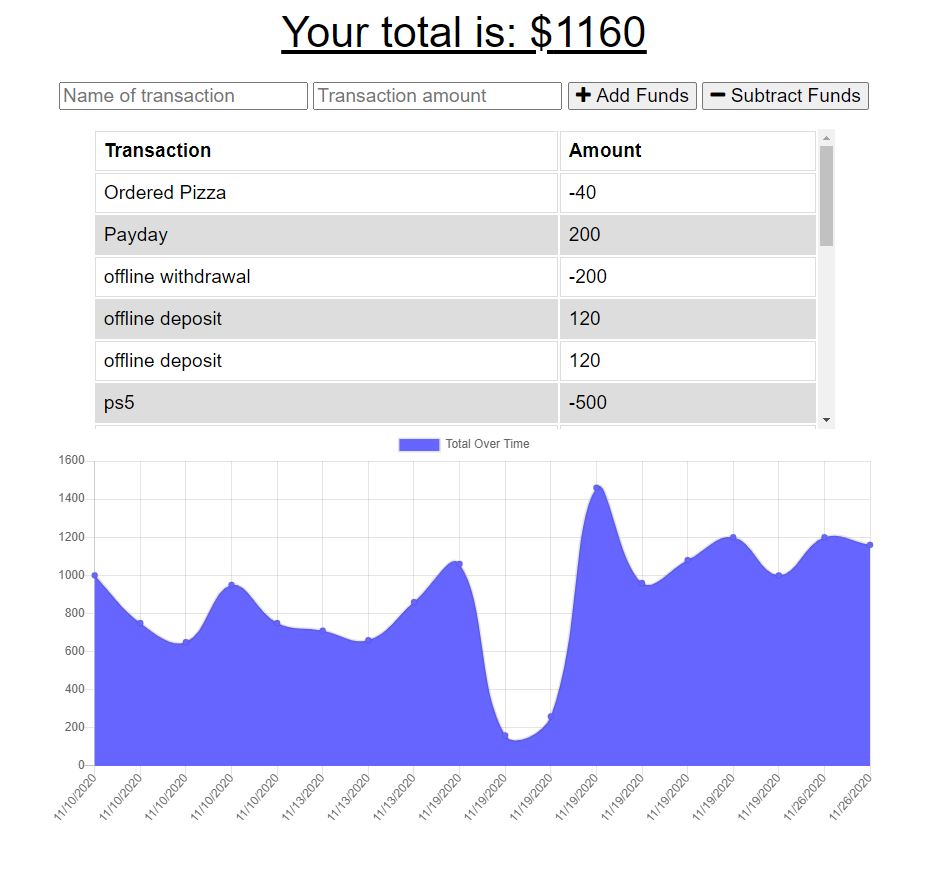 Your total is: $1160
Name of transaction Transaction amount + Add Funds − Subtract Funds
Transaction Amount
Ordered Pizza -40
Payday 200
offline withdrawal -200
offline deposit 120
offline deposit 120
ps5 -500
Total Over Time
1600
1400
1200
1000
800
600
400
200
0
11/10/2020 11/10/2020 11/10/2020 11/10/2020 11/10/2020 11/13/2020 11/13/2020 11/13/2020 11/19/2020 11/19/2020 11/19/2020 11/19/2020 11/19/2020 11/19/2020 11/19/2020 11/19/2020 11/26/2020 11/26/2020